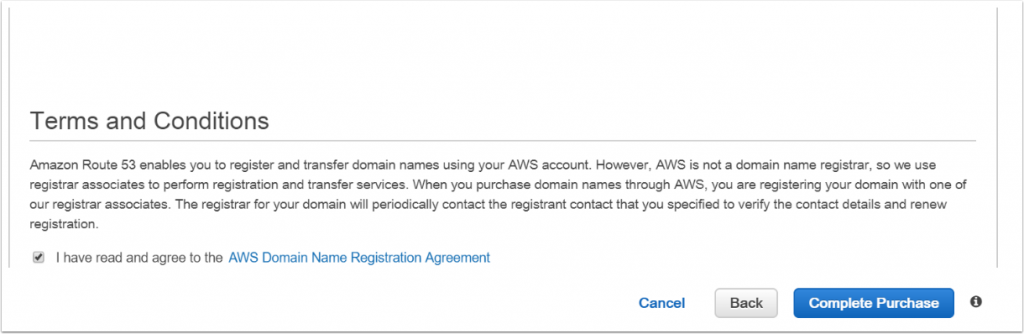 Terms and Conditions
Amazon Route 53 enables you to register and transfer domain names using your AWS account. However, AWS is not a domain name registrar, so we use
registrar associates to perform registration and transfer services. When you purchase domain names through AWS, you are registering your domain with one of
our registrar associates. The registrar for your domain will periodically contact the registrant contact that you specified to verify the contact details and renew
registration.
I have read and agree to the AWS Domain Name Registration Agreement
Cancel Back Complete Purchase